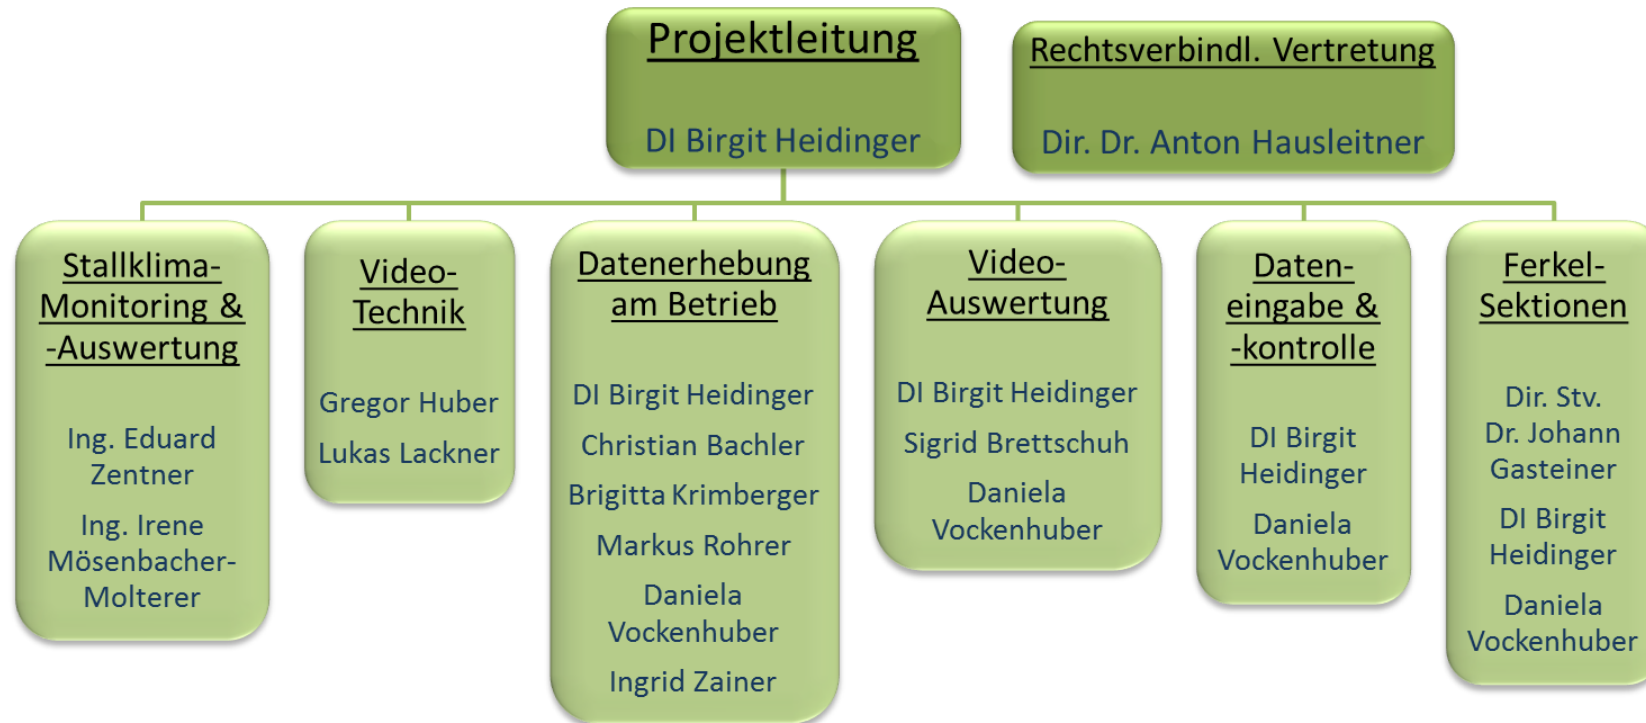 Projektleitung
DI Birgit Heidinger
Rechtsverbindl. Vertretung
Dir. Dr. Anton Hausleitner
Stallklima-
Monitoring &
-Auswertung
Ing. Eduard
Zentner
Ing. Irene
Mösenbacher-
Molterer
Video-
Technik
Gregor Huber
Lukas Lackner
Datenerhebung
am Betrieb
DI Birgit Heidinger
Christian Bachler
Brigitta Krimberger
Markus Rohrer
Daniela
Vockenhuber
Ingrid Zainer
Video-
Auswertung
DI Birgit Heidinger
Sigrid Brettschuh
Daniela
Vockenhuber
Daten-
eingabe &
-kontrolle
DI Birgit
Heidinger
Daniela
Vockenhuber
Ferkel-
Sektionen
Dir. Stv.
Dr. Johann
Gasteiner
DI Birgit
Heidinger
Daniela
Vockenhuber